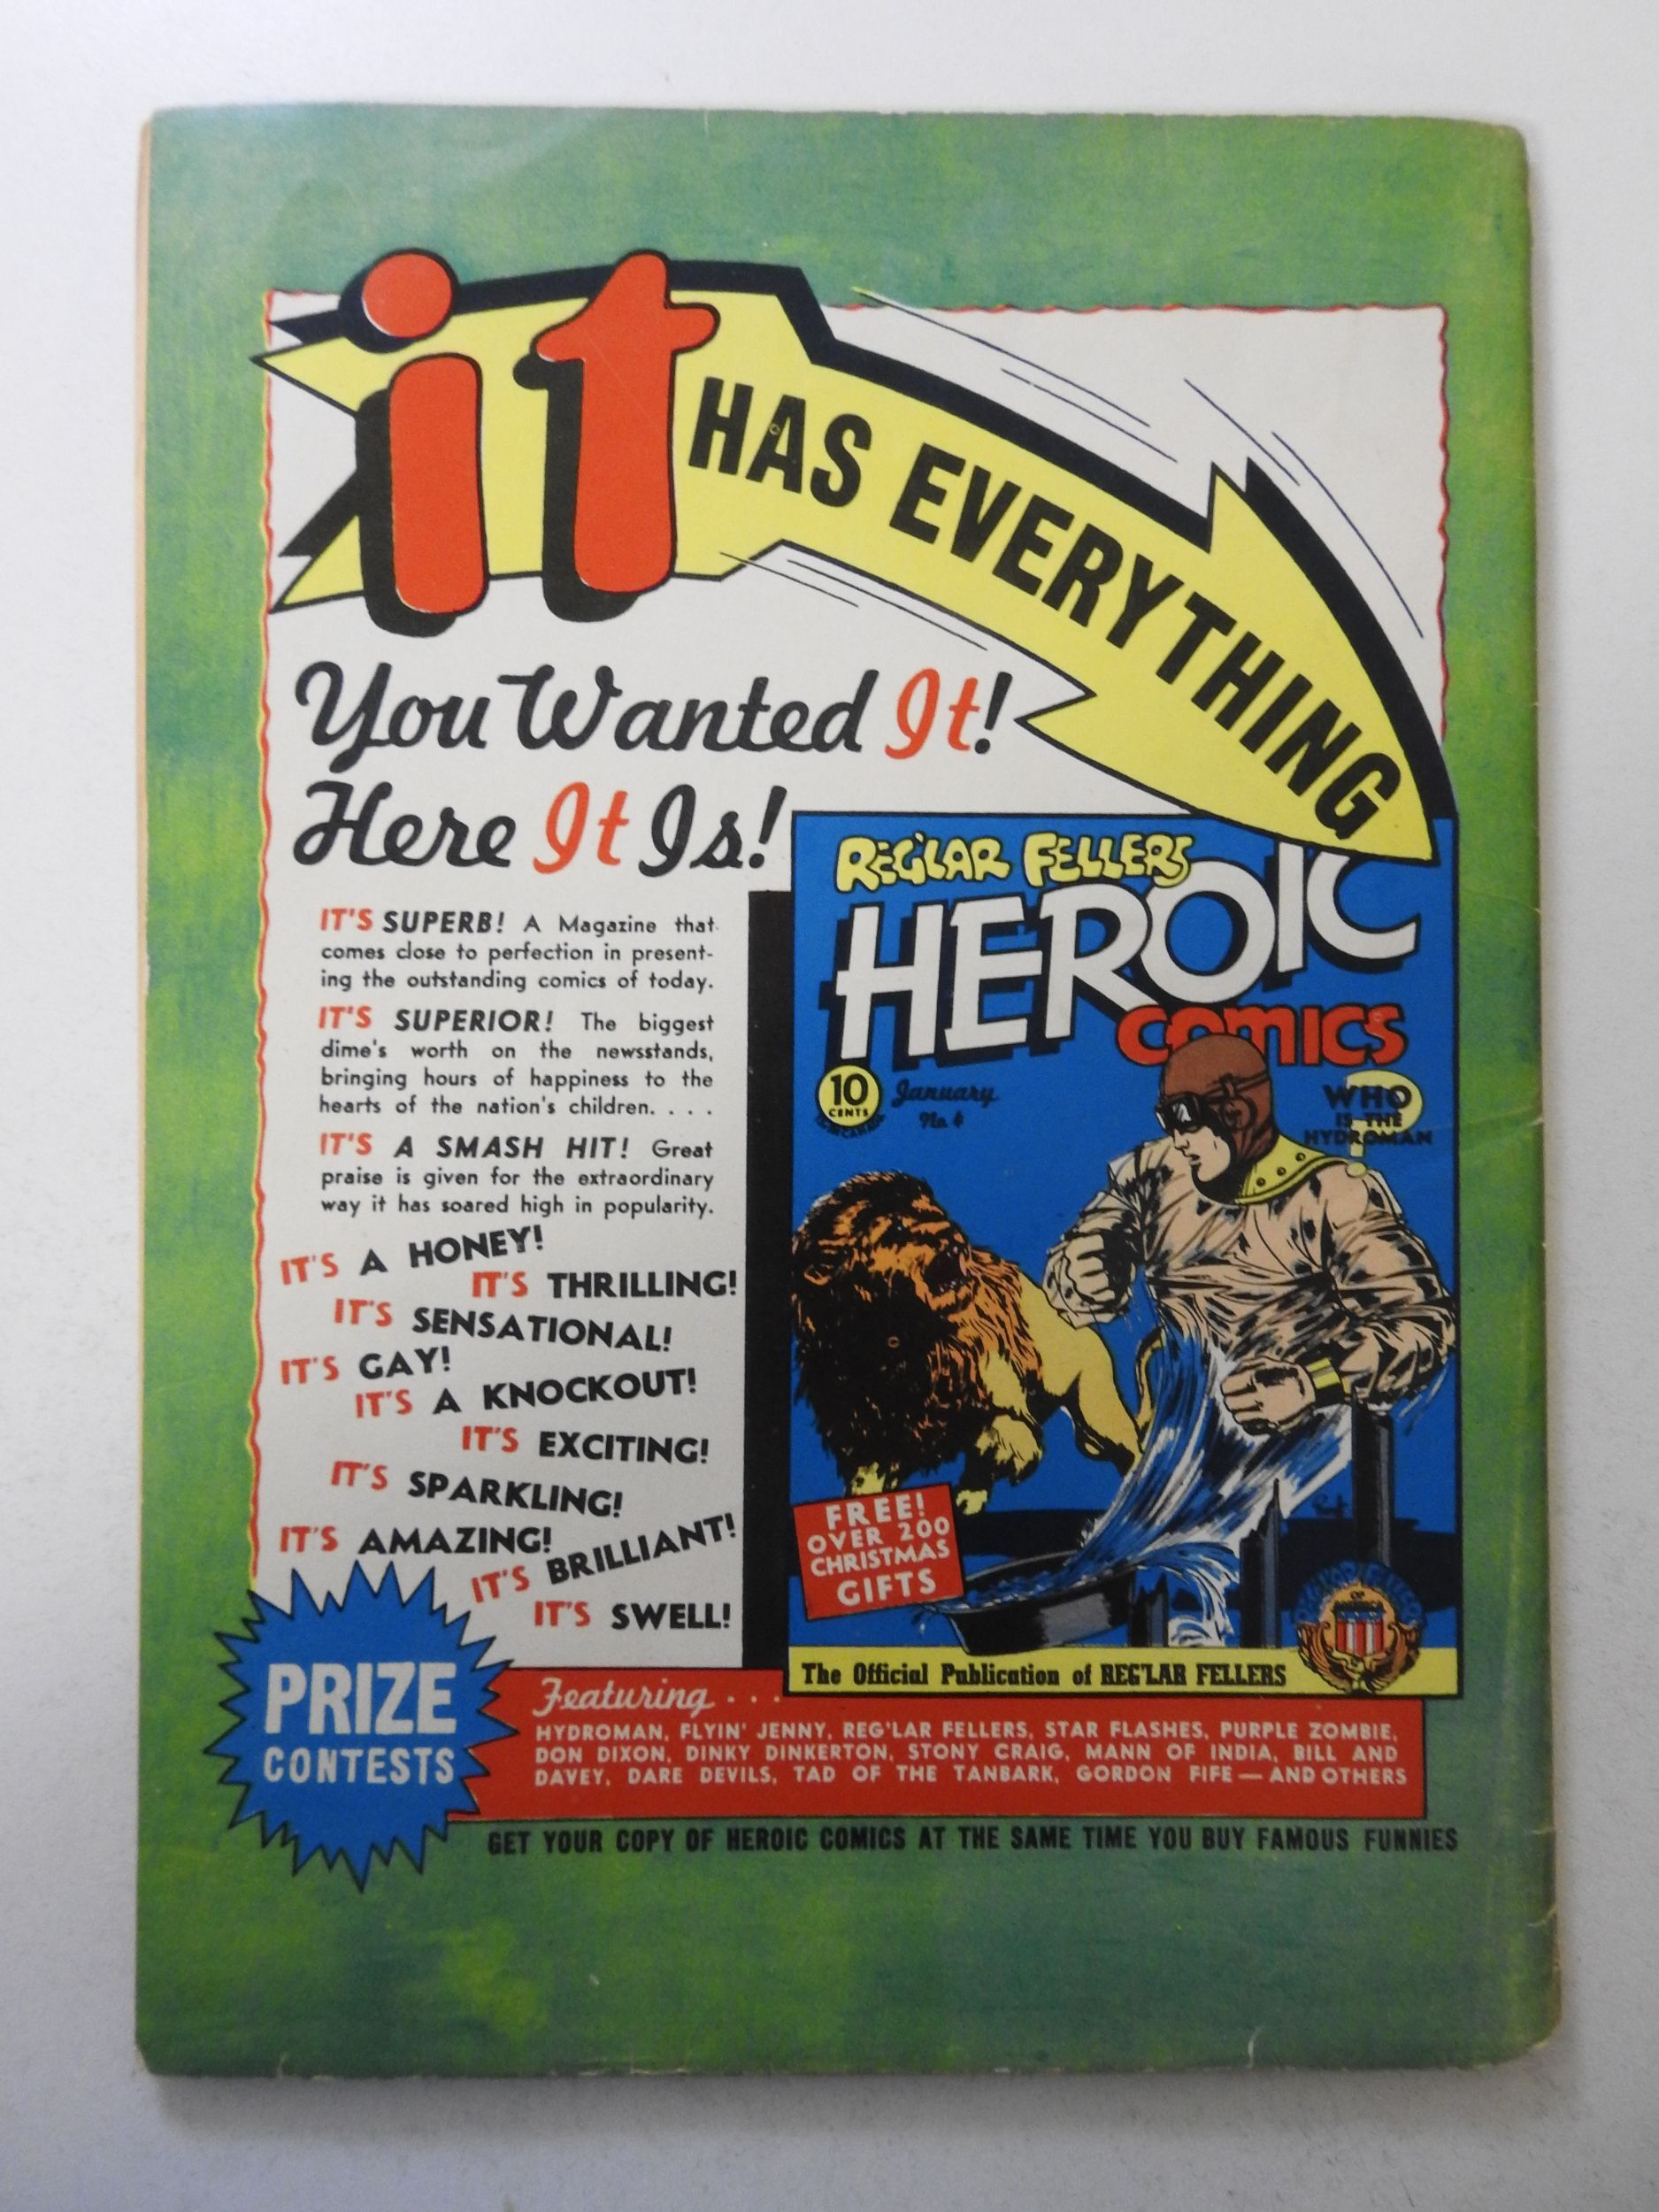 it HAS EVERYTHING
You Wanted It!
Here It Is!
IT'S SUPERB! A Magazine that
comes close to perfection in present-
ing the outstanding comics of today.
IT'S SUPERIOR! The biggest
dime's worth on the newsstands,
bringing hours of happiness to the
hearts of the nation's children. . . .
IT'S A SMASH HIT! Great
praise is given for the extraordinary
way it has soared high in popularity.
IT'S A HONEY!
IT'S THRILLING!
IT'S SENSATIONAL!
IT'S GAY!
IT'S A KNOCKOUT!
IT'S EXCITING!
IT'S SPARKLING!
IT'S AMAZING!
IT'S BRILLIANT!
IT'S SWELL!
REG'LAR FELLERS
HEROIC
COMICS
10
CENTS
January
No.
WHO
IS THE
HYDROMAN
?
FREE!
OVER 200
CHRISTMAS
GIFTS
OF
The Official Publication of REG'LAR FELLERS
PRIZE
CONTESTS
Featuring . . .
HYDROMAN, FLYIN' JENNY, REG'LAR FELLERS, STAR FLASHES, PURPLE ZOMBIE,
DON DIXON, DINKY DINKERTON, STONY CRAIG, MANN OF INDIA, BILL AND
DAVEY, DARE DEVILS, TAD OF THE TANBARK, GORDON FIFE — AND OTHERS
GET YOUR COPY OF HEROIC COMICS AT THE SAME TIME YOU BUY FAMOUS FUNNIES